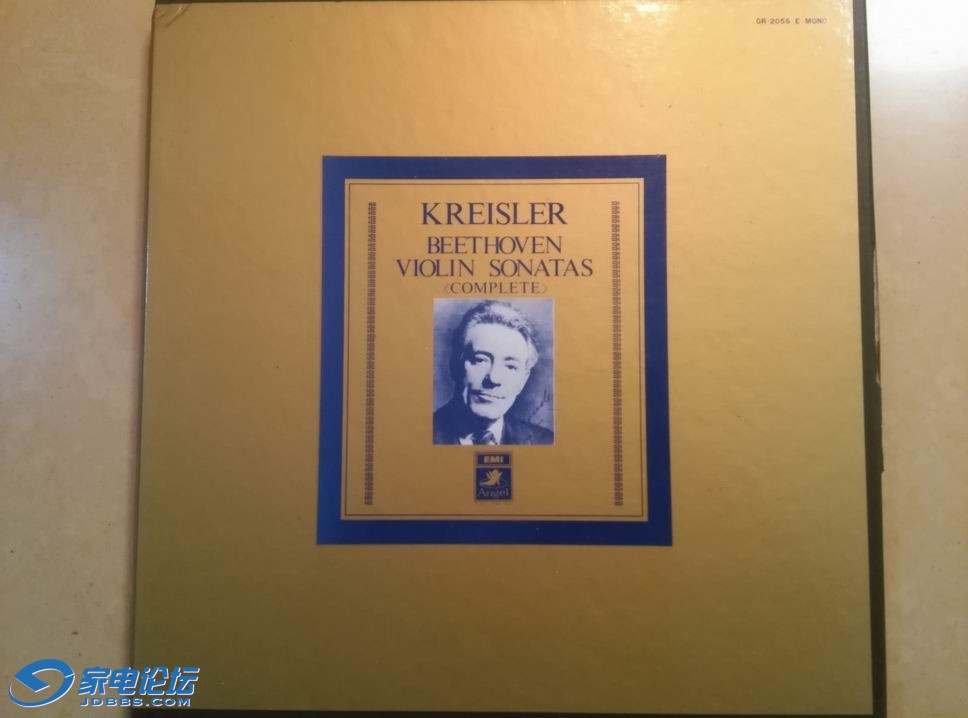 GR-2055 E MONO
KREISLER
BEETHOVEN
VIOLIN SONATAS
〈COMPLETE〉
EMI
Angel
家电论坛
JDBBS.COM